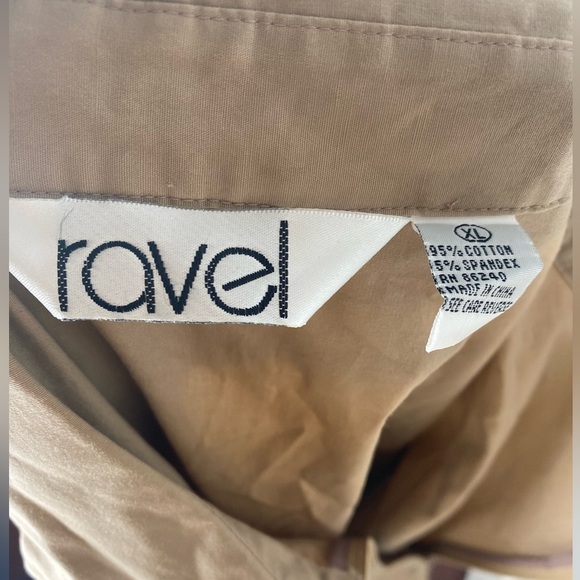 ravel
XL
95% COTTON
5% SPANDEX
RN 86240
MADE IN CHINA
SEE CARE REVERSE